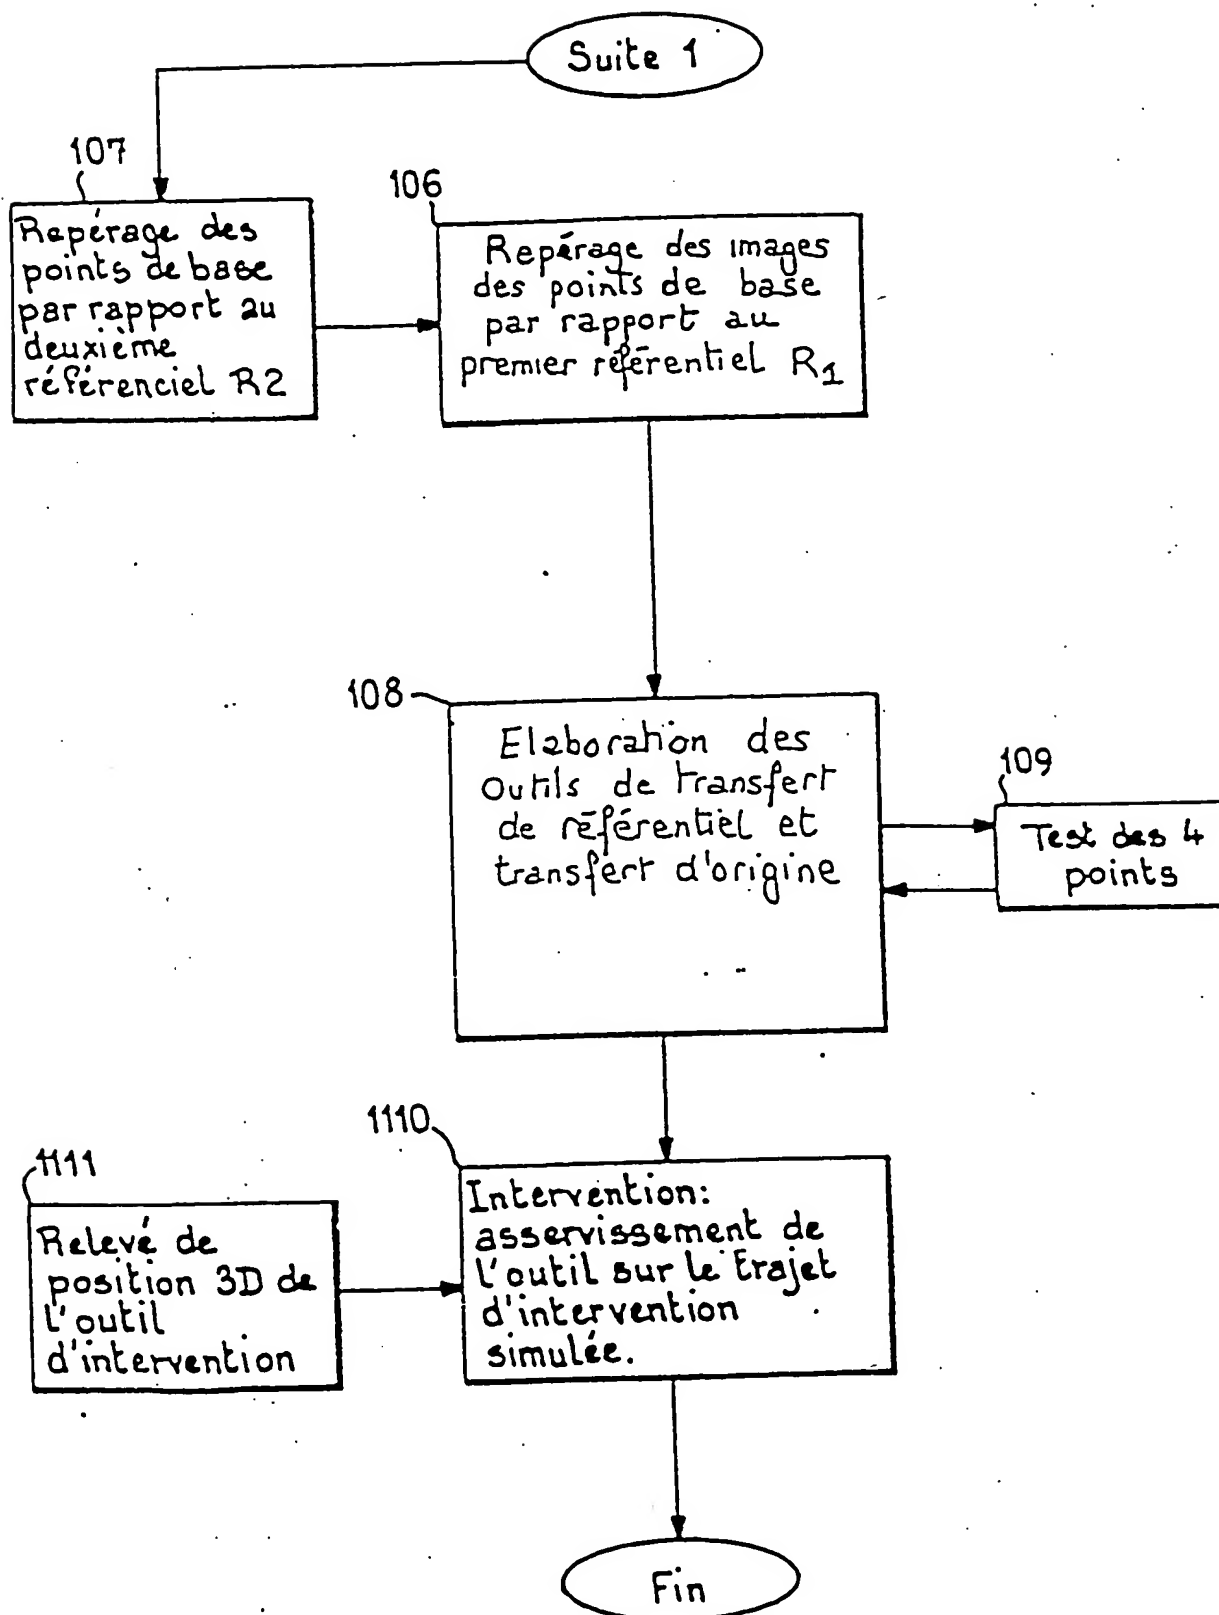 Suite 1
107
Repérage des
points de base
par rapport au
deuxième
référenciel R2
106
Repérage des images
des points de base
par rapport au
premier référentiel R1
108
Elaboration des
Outils de transfert
de référentiel et
transfert d'origine
109
Test des 4
points
1111
Relevé de
position 3D de
l'outil
d'intervention
1110
Intervention:
asservissement de
l'outil sur le trajet
d'intervention
simulée.
Fin